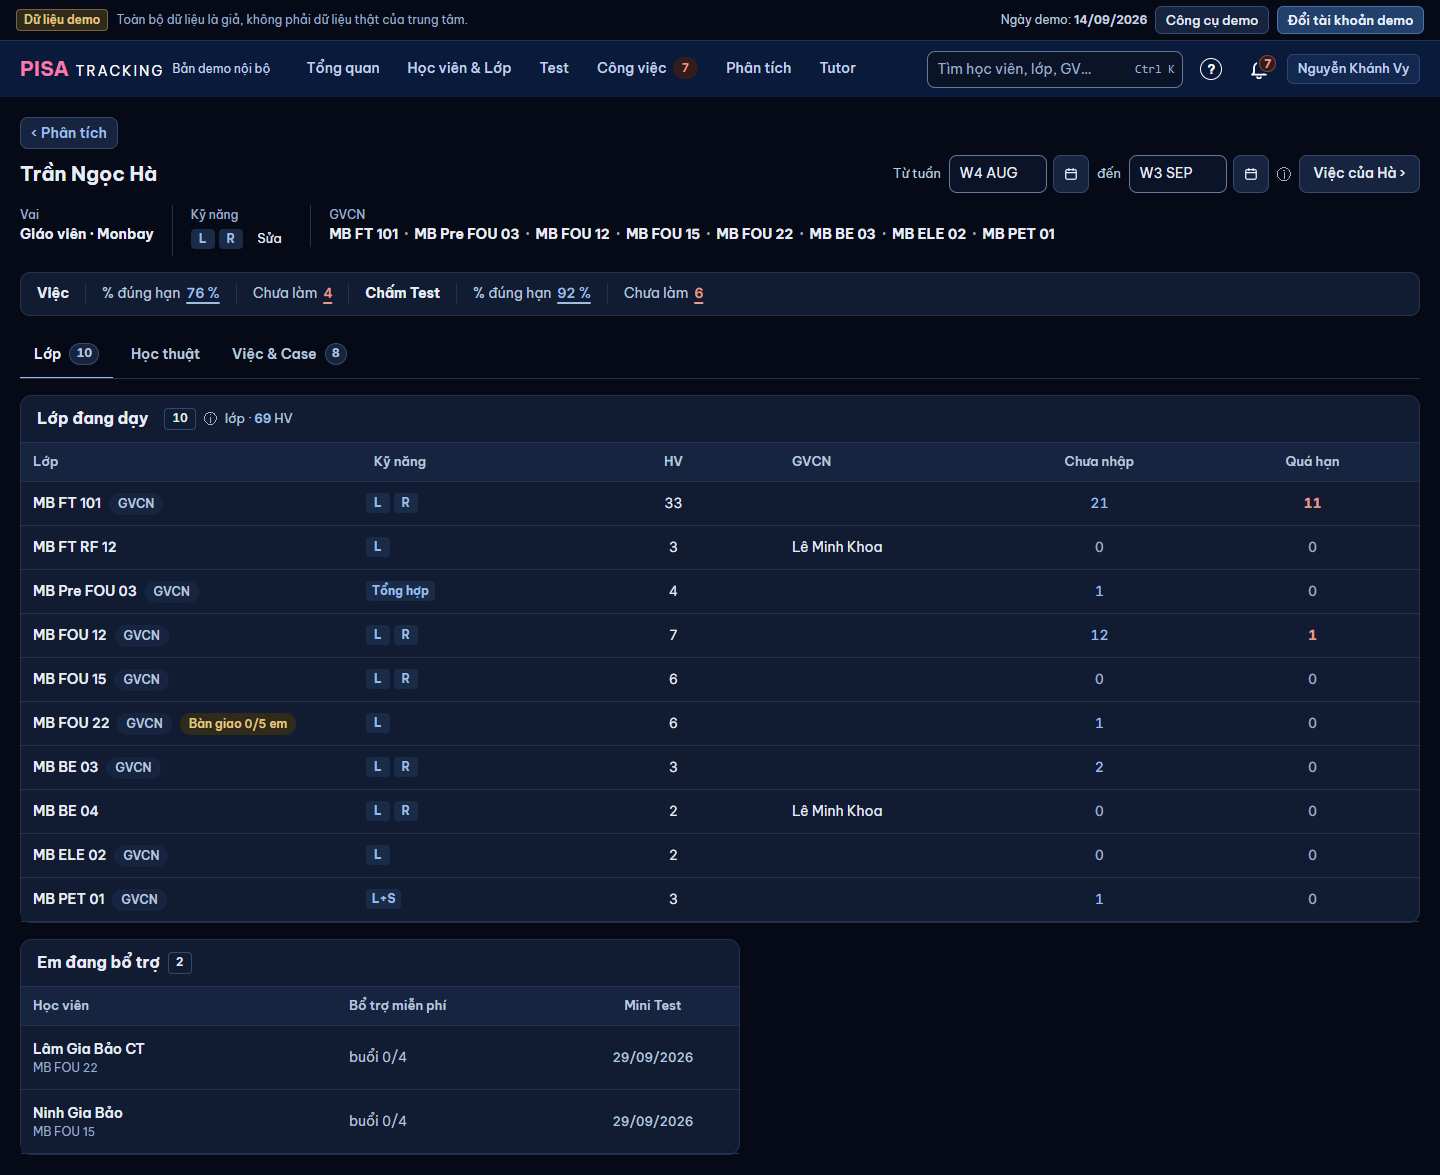 Dữ liệu demo Toàn bộ dữ liệu là giả, không phải dữ liệu thật của trung tâm. Ngày demo: 14/09/2026 Công cụ demo Đổi tài khoản demo
PISA TRACKING Bản demo nội bộ Tổng quan Học viên & Lớp Test Công việc 7 Phân tích Tutor Tìm học viên, lớp, GV... Ctrl K ? 7 Nguyễn Khánh Vy
‹ Phân tích
Trần Ngọc Hà Từ tuần W4 AUG đến W3 SEP Việc của Hà ›
Vai Kỹ năng GVCN
Giáo viên · Monbay L R Sửa MB FT 101 · MB Pre FOU 03 · MB FOU 12 · MB FOU 15 · MB FOU 22 · MB BE 03 · MB ELE 02 · MB PET 01
Việc % đúng hạn 76 % Chưa làm 4 Chấm Test % đúng hạn 92 % Chưa làm 6
Lớp 10 Học thuật Việc & Case 8
Lớp đang dạy 10 lớp · 69 HV
Lớp Kỹ năng HV GVCN Chưa nhập Quá hạn
MB FT 101 GVCN L R 33 21 11
MB FT RF 12 L 3 Lê Minh Khoa 0 0
MB Pre FOU 03 GVCN Tổng hợp 4 1 0
MB FOU 12 GVCN L R 7 12 1
MB FOU 15 GVCN L R 6 0 0
MB FOU 22 GVCN Bàn giao 0/5 em L 6 1 0
MB BE 03 GVCN L R 3 2 0
MB BE 04 L R 2 Lê Minh Khoa 0 0
MB ELE 02 GVCN L 2 0 0
MB PET 01 GVCN L+S 3 1 0
Em đang bổ trợ 2
Học viên Bổ trợ miễn phí Mini Test
Lâm Gia Bảo CT buổi 0/4 29/09/2026
MB FOU 22
Ninh Gia Bảo buổi 0/4 29/09/2026
MB FOU 15